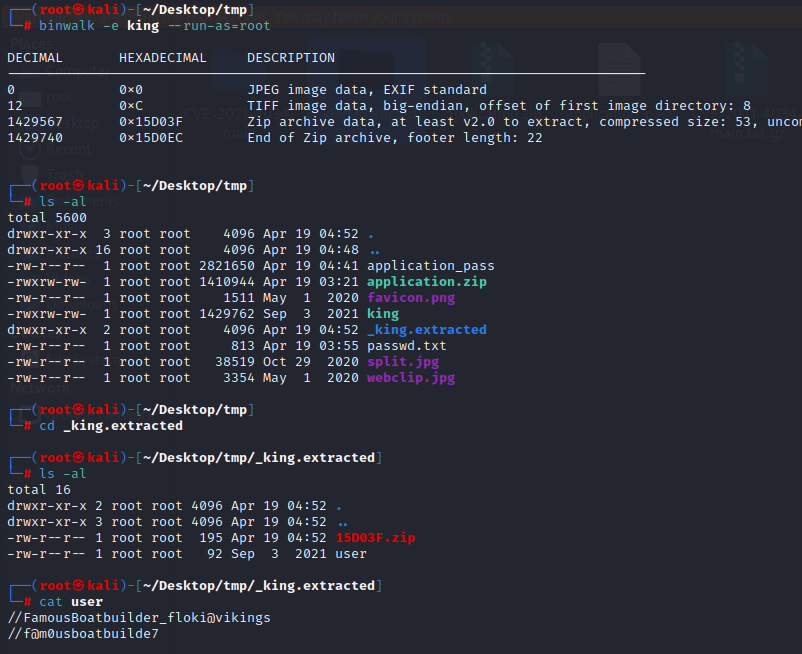 ┌──(root㉿kali)-[~/Desktop/tmp]
└─# binwalk -e king --run-as=root
DECIMAL       HEXADECIMAL     DESCRIPTION
--------------------------------------------------------------------------------
0             0×0             JPEG image data, EXIF standard
12            0×C             TIFF image data, big-endian, offset of first image directory: 8
1429567       0×15D03F        Zip archive data, at least v2.0 to extract, compressed size: 53, uncom
1429740       0×15D0EC        End of Zip archive, footer length: 22
┌──(root㉿kali)-[~/Desktop/tmp]
└─# ls -al
total 5600
drwxr-xr-x  3 root root    4096 Apr 19 04:52 .
drwxr-xr-x 16 root root    4096 Apr 19 04:48 ..
-rw-r--r--  1 root root 2821650 Apr 19 04:41 application_pass
-rwxrw-rw-  1 root root 1410944 Apr 19 03:21 application.zip
-rw-r--r--  1 root root    1511 May  1  2020 favicon.png
-rwxrw-rw-  1 root root 1429762 Sep  3  2021 king
drwxr-xr-x  2 root root    4096 Apr 19 04:52 _king.extracted
-rw-r--r--  1 root root     813 Apr 19 03:55 passwd.txt
-rw-r--r--  1 root root   38519 Oct 29  2020 split.jpg
-rw-r--r--  1 root root    3354 May  1  2020 webclip.jpg
┌──(root㉿kali)-[~/Desktop/tmp]
└─# cd _king.extracted
┌──(root㉿kali)-[~/Desktop/tmp/_king.extracted]
└─# ls -al
total 16
drwxr-xr-x 2 root root 4096 Apr 19 04:52 .
drwxr-xr-x 3 root root 4096 Apr 19 04:52 ..
-rw-r--r-- 1 root root  195 Apr 19 04:52 15D03F.zip
-rw-r--r-- 1 root root   92 Sep  3  2021 user
┌──(root㉿kali)-[~/Desktop/tmp/_king.extracted]
└─# cat user
//FamousBoatbuilder_floki@vikings
//f@m0usboatbuilde7